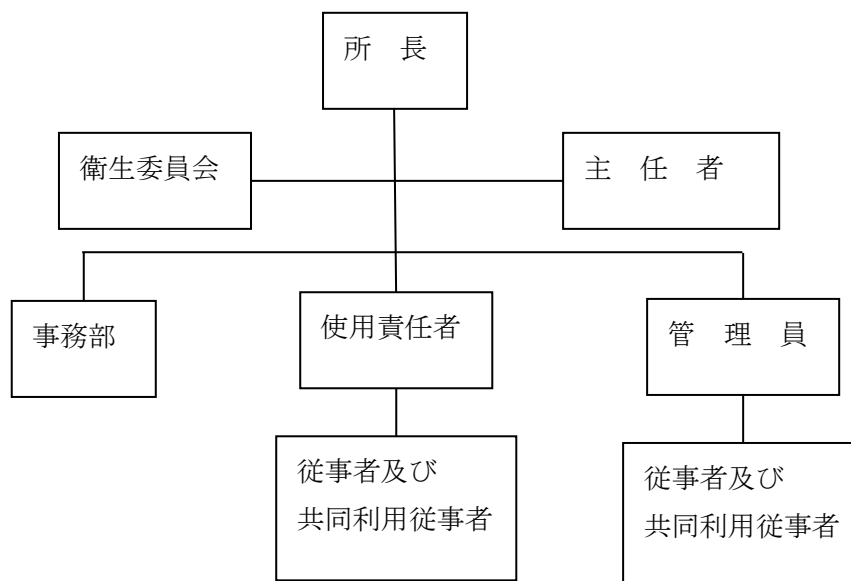 所　長
衛生委員会
主　任　者
事務部
使用責任者
管　理　員
従事者及び
共同利用従事者
従事者及び
共同利用従事者